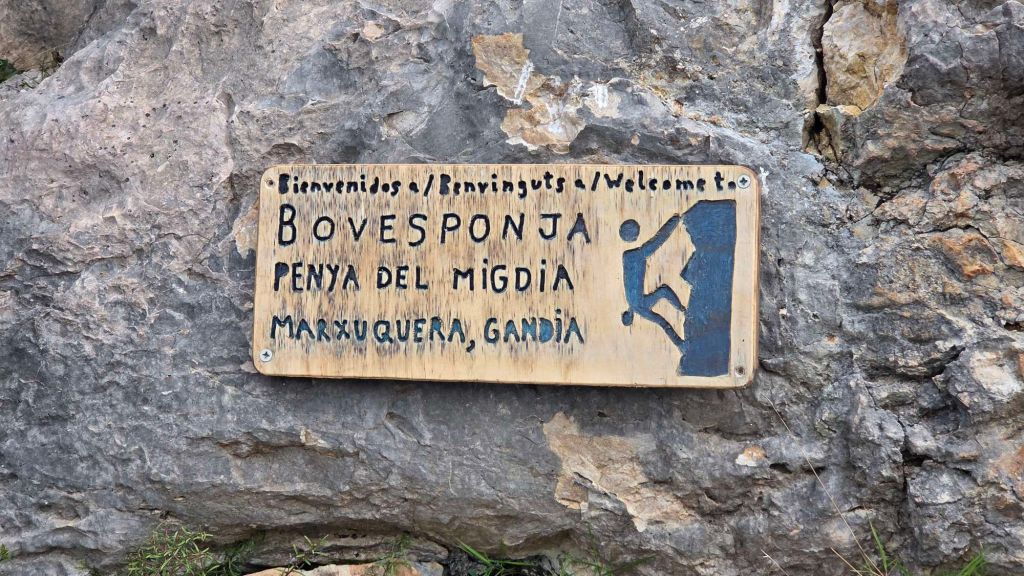 Bienvenidos a/Benvinguts a/Welcome to
BOVESPONJA
PENYA DEL MiGDiA
MARXUQUERA, GANDiA